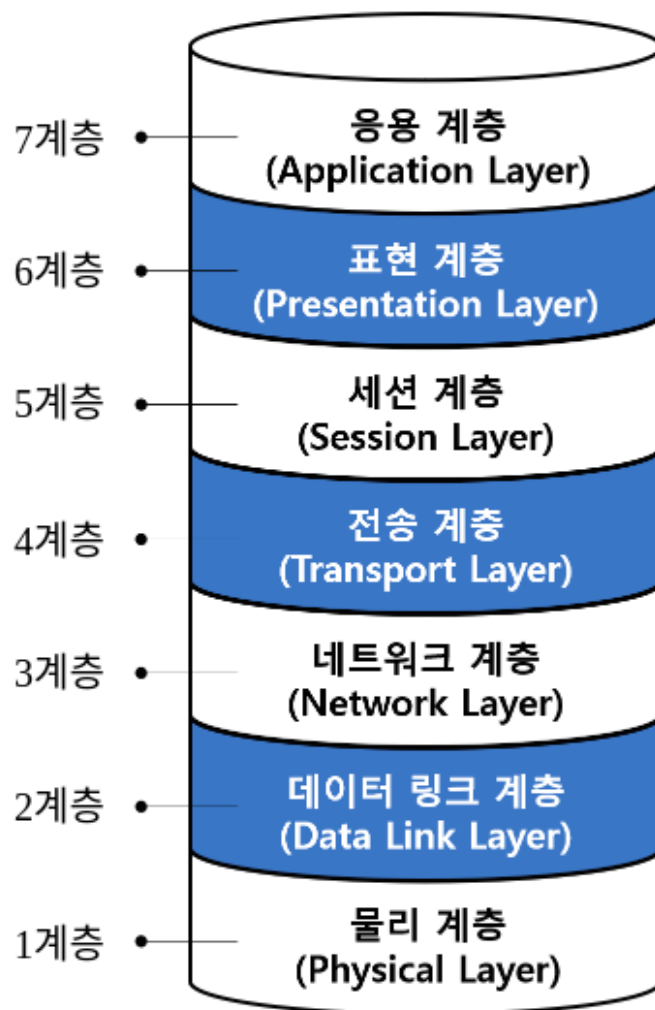 7계층
응용 계층
(Application Layer)
6계층
표현 계층
(Presentation Layer)
5계층
세션 계층
(Session Layer)
4계층
전송 계층
(Transport Layer)
3계층
네트워크 계층
(Network Layer)
2계층
데이터 링크 계층
(Data Link Layer)
1계층
물리 계층
(Physical Layer)